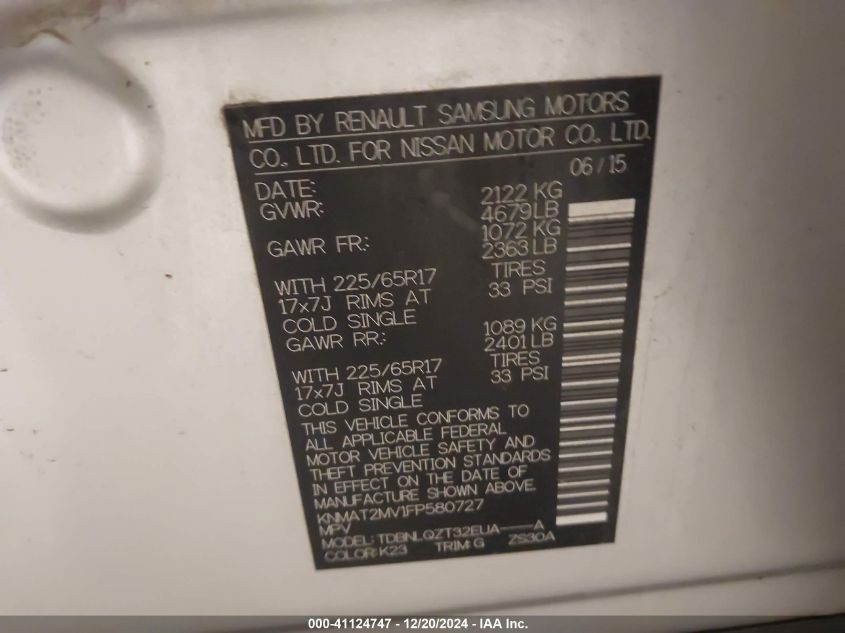 MFD BY RENAULT SAMSUNG MOTORS
CO., LTD. FOR NISSAN MOTOR CO., LTD.
DATE: 06/15
GVWR: 2122 KG
4679 LB
GAWR FR.: 1072 KG
2363 LB
WITH 225/65R17 TIRES
17x7J RIMS AT 33 PSI
COLD SINGLE
GAWR RR.: 1089 KG
2401 LB
WITH 225/65R17 TIRES
17x7J RIMS AT 33 PSI
COLD SINGLE
THIS VEHICLE CONFORMS TO
ALL APPLICABLE FEDERAL
MOTOR VEHICLE SAFETY AND
THEFT PREVENTION STANDARDS
IN EFFECT ON THE DATE OF
MANUFACTURE SHOWN ABOVE.
KNMAT2MV1FP580727
MPV
MODEL: TDBNLQZT32EUA----A
COLOR: K23 TRIM: G ZS30A
000-41124747 - 12/20/2024 - IAA Inc.